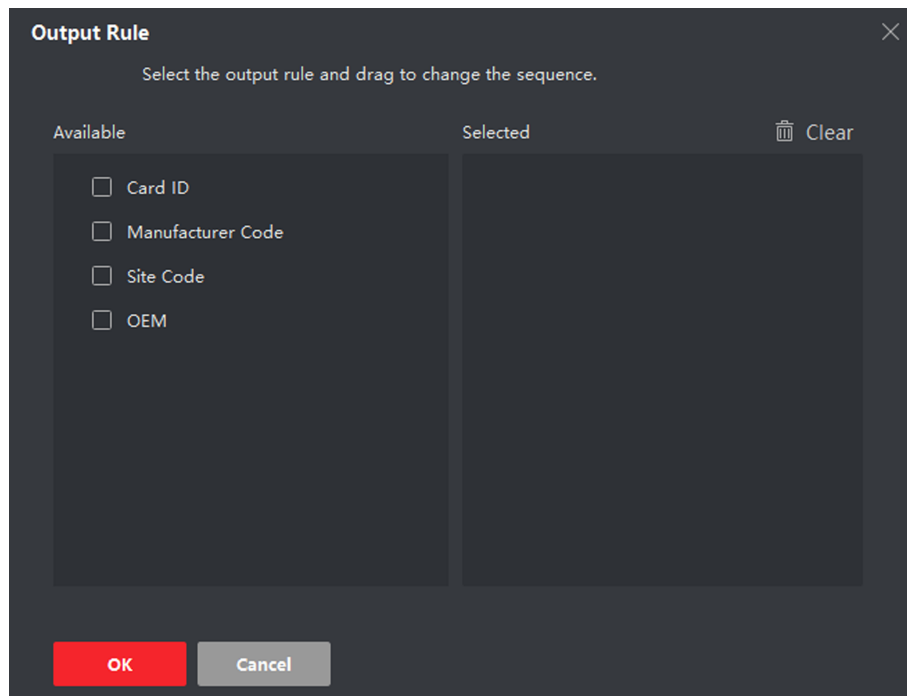 Output Rule
Select the output rule and drag to change the sequence.
Available
Selected
Clear
Card ID
Manufacturer Code
Site Code
OEM
OK
Cancel